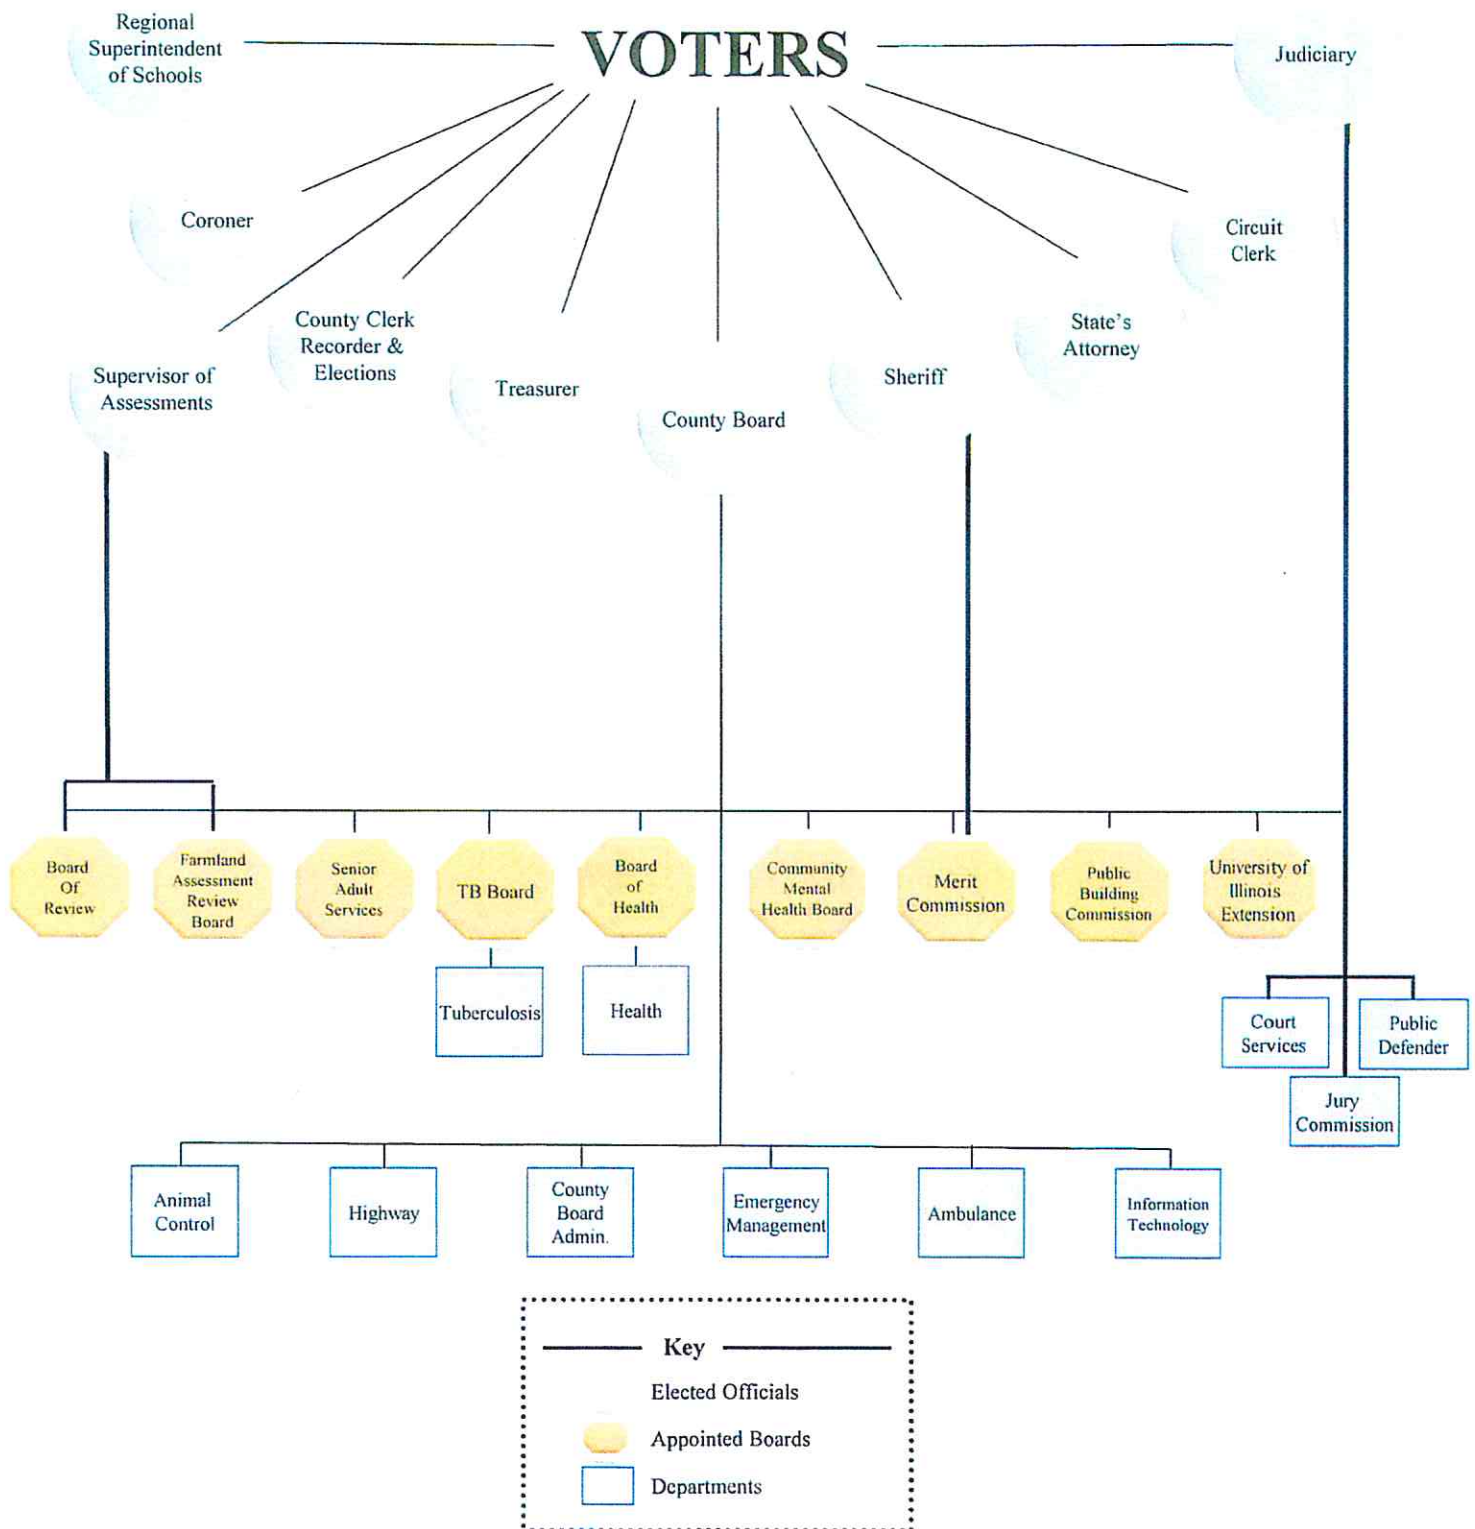 Regional
Superintendent
of Schools
VOTERS
Judiciary
Coroner
Circuit
Clerk
County Clerk
Recorder &
Elections
State's
Attorney
Supervisor of
Assessments
Treasurer
Sheriff
County Board
Board
Of
Review
Farmland
Assessment
Review
Board
Senior
Adult
Services
TB Board
Board
of
Health
Community
Mental
Health Board
Merit
Commission
Public
Building
Commission
University of
Illinois
Extension
Tuberculosis
Health
Court
Services
Public
Defender
Jury
Commission
Animal
Control
Highway
County
Board
Admin.
Emergency
Management
Ambulance
Information
Technology
Key
Elected Officials
Appointed Boards
Departments